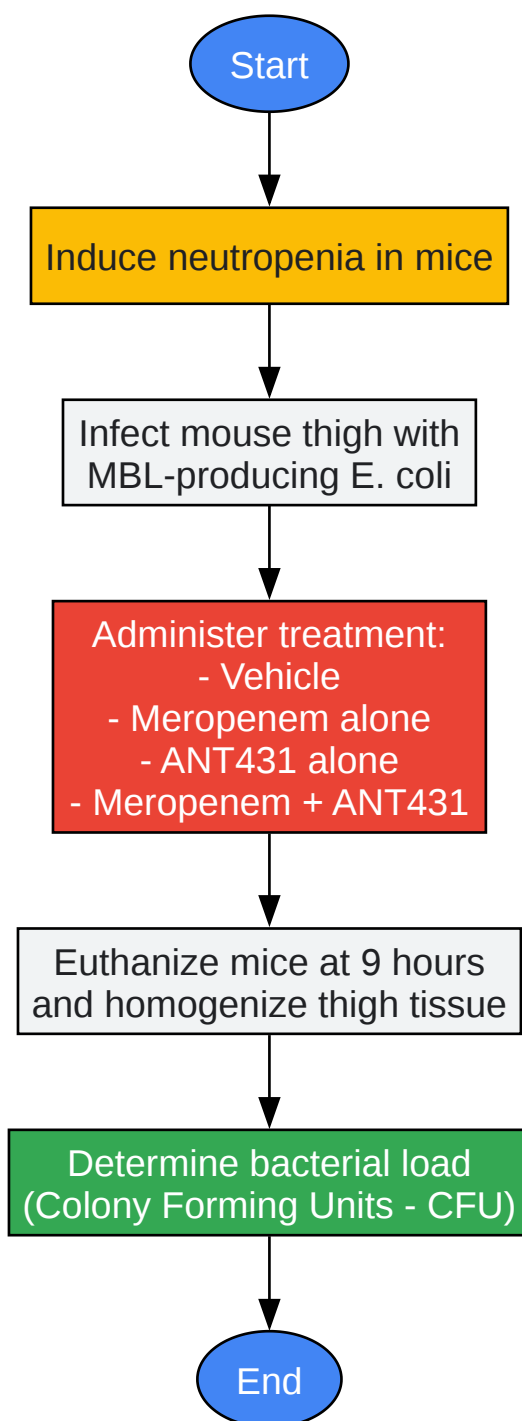 Start
Induce neutropenia in mice
Infect mouse thigh with
MBL-producing E. coli
Administer treatment:
- Vehicle
- Meropenem alone
- ANT431 alone
- Meropenem + ANT431
Euthanize mice at 9 hours
and homogenize thigh tissue
Determine bacterial load
(Colony Forming Units - CFU)
End